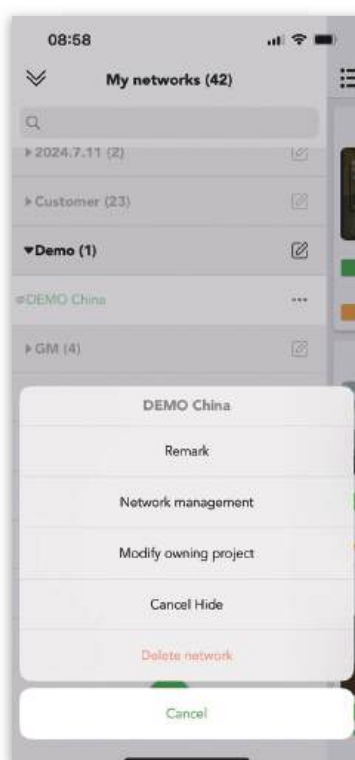 08:58
My networks (42)
2024.7.11 (2)
Customer (23)
Demo (1)
DEMO China
GM (4)
DEMO China
Remark
Network management
Modify owning project
Cancel Hide
Delete network
Cancel